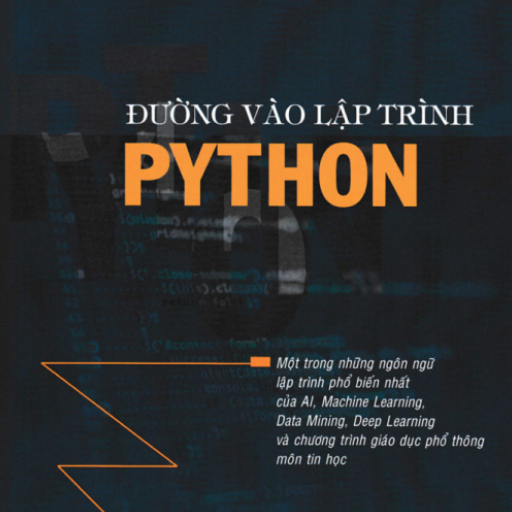 ĐƯỜNG VÀO LẬP TRÌNH
PYTHON
Một trong những ngôn ngữ
lập trình phổ biến nhất
của AI, Machine Learning,
Data Mining, Deep Learning
và chương trình giáo dục phổ thông
môn tin học